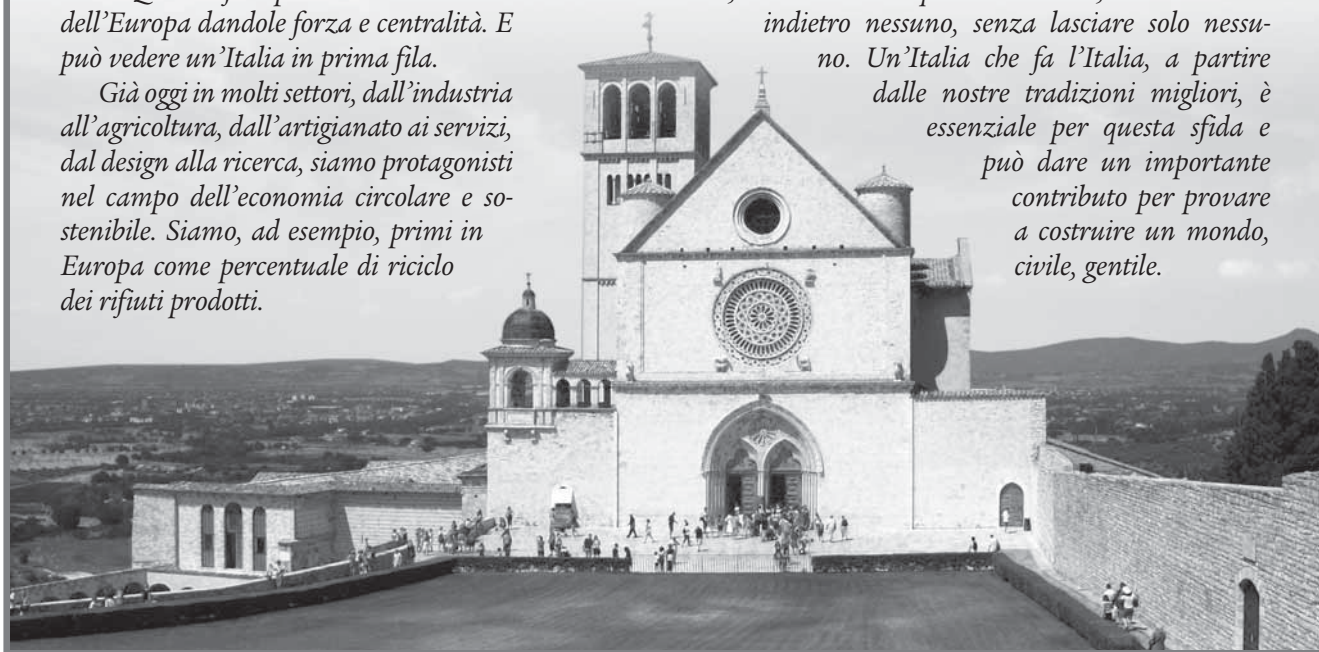 dell'Europa dandole forza e centralità. E
può vedere un'Italia in prima fila.
Già oggi in molti settori, dall'industria
all'agricoltura, dall'artigianato ai servizi,
dal design alla ricerca, siamo protagonisti
nel campo dell'economia circolare e so-
stenibile. Siamo, ad esempio, primi in
Europa come percentuale di riciclo
dei rifiuti prodotti.
indietro nessuno, senza lasciare solo nessu-
no. Un'Italia che fa l'Italia, a partire
dalle nostre tradizioni migliori, è
essenziale per questa sfida e
può dare un importante
contributo per provare
a costruire un mondo,
civile, gentile.